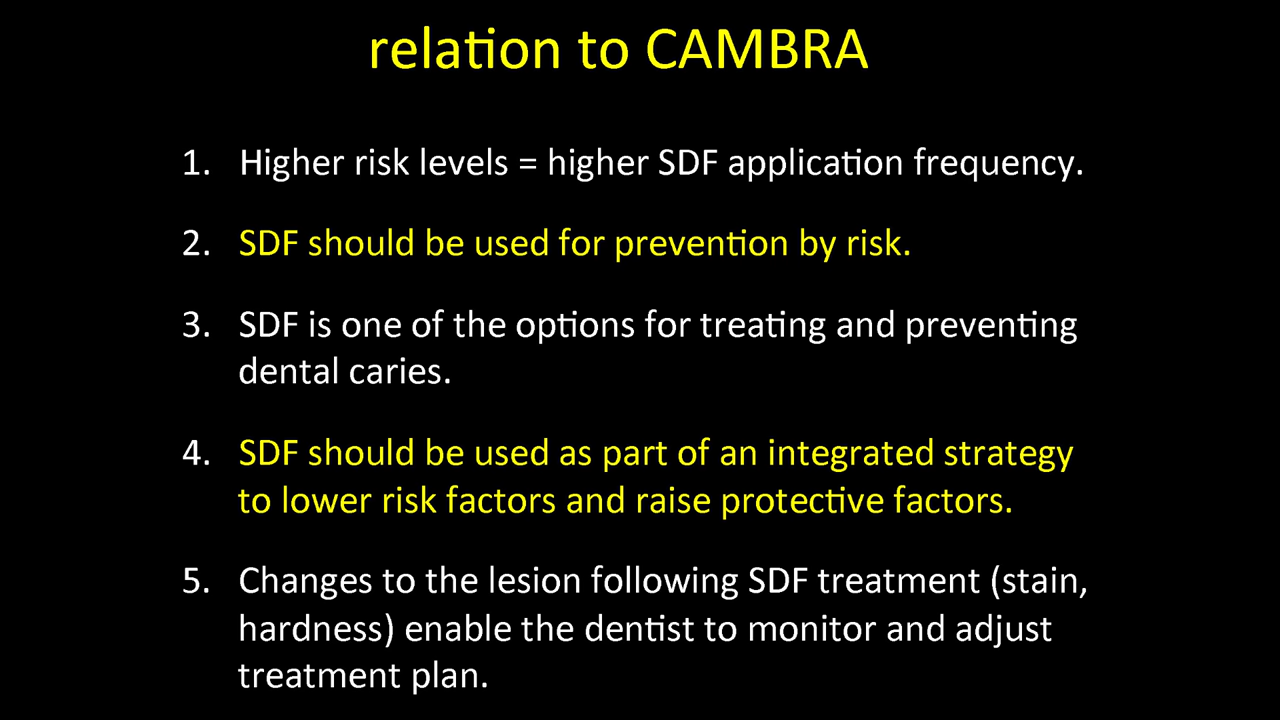 relation to CAMBRA
1. Higher risk levels = higher SDF application frequency.
2. SDF should be used for prevention by risk.
3. SDF is one of the options for treating and preventing
dental caries.
4. SDF should be used as part of an integrated strategy
to lower risk factors and raise protective factors.
5. Changes to the lesion following SDF treatment (stain,
hardness) enable the dentist to monitor and adjust
treatment plan.